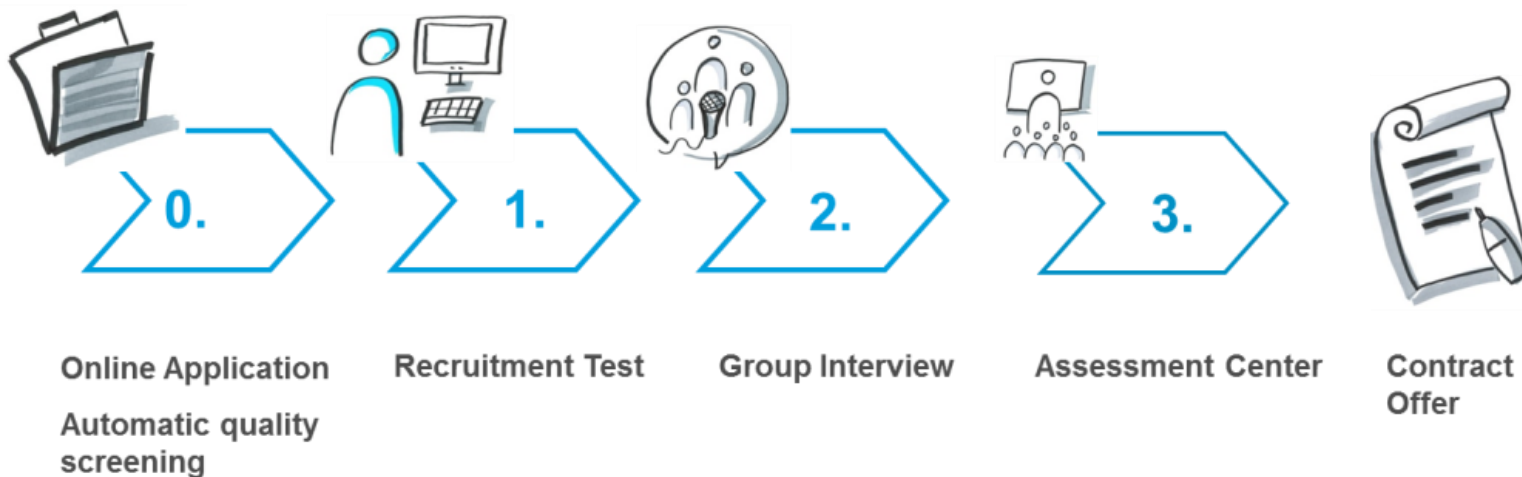 0.
1.
2.
3.
Online Application
Automatic quality
screening
Recruitment Test
Group Interview
Assessment Center
Contract
Offer